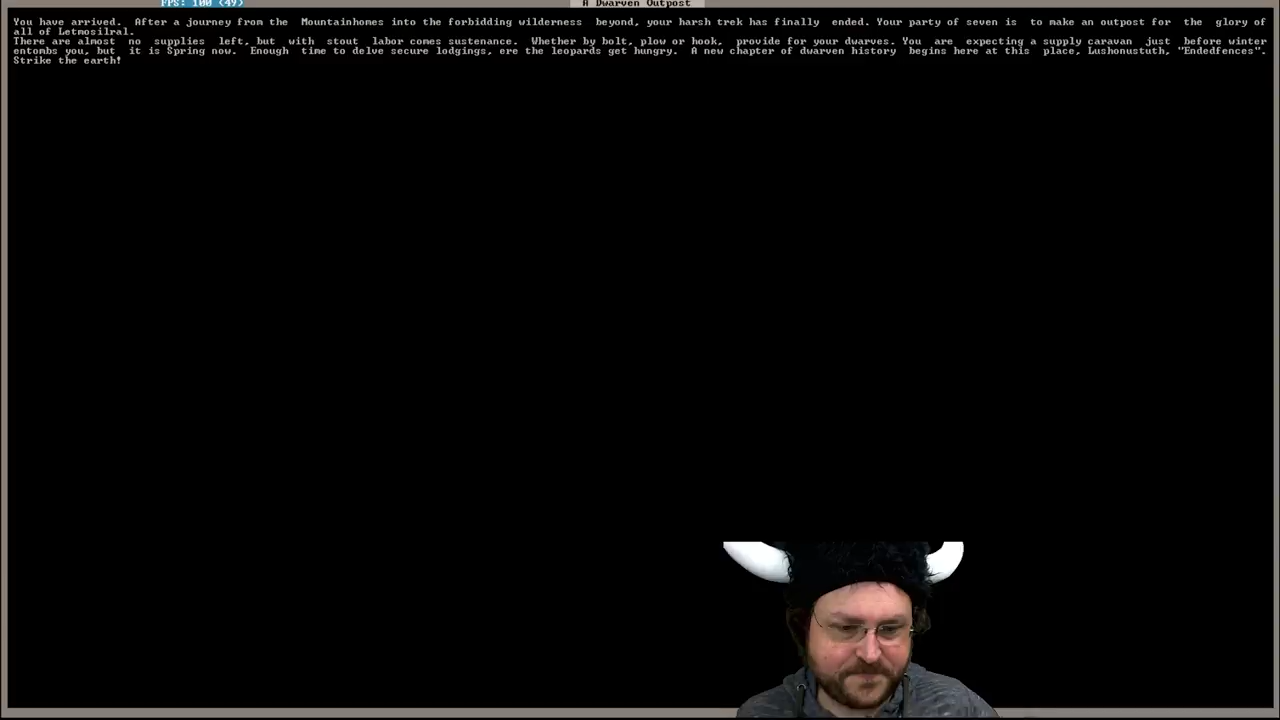 FPS: 100 (49)
A Dwarven Outpost
You have arrived. After a journey from the Mountainhomes into the forbidding wilderness beyond, your harsh trek has finally ended. Your party of seven is to make an outpost for the glory of
all of Letmosilral.
There are almost no supplies left, but with stout labor comes sustenance. Whether by bolt, plow or hook, provide for your dwarves. You are expecting a supply caravan just before winter
entombs you, but it is Spring now. Enough time to delve secure lodgings, ere the leopards get hungry. A new chapter of dwarven history begins here at this place, Lushonustuth, "Endedfences".
Strike the earth!